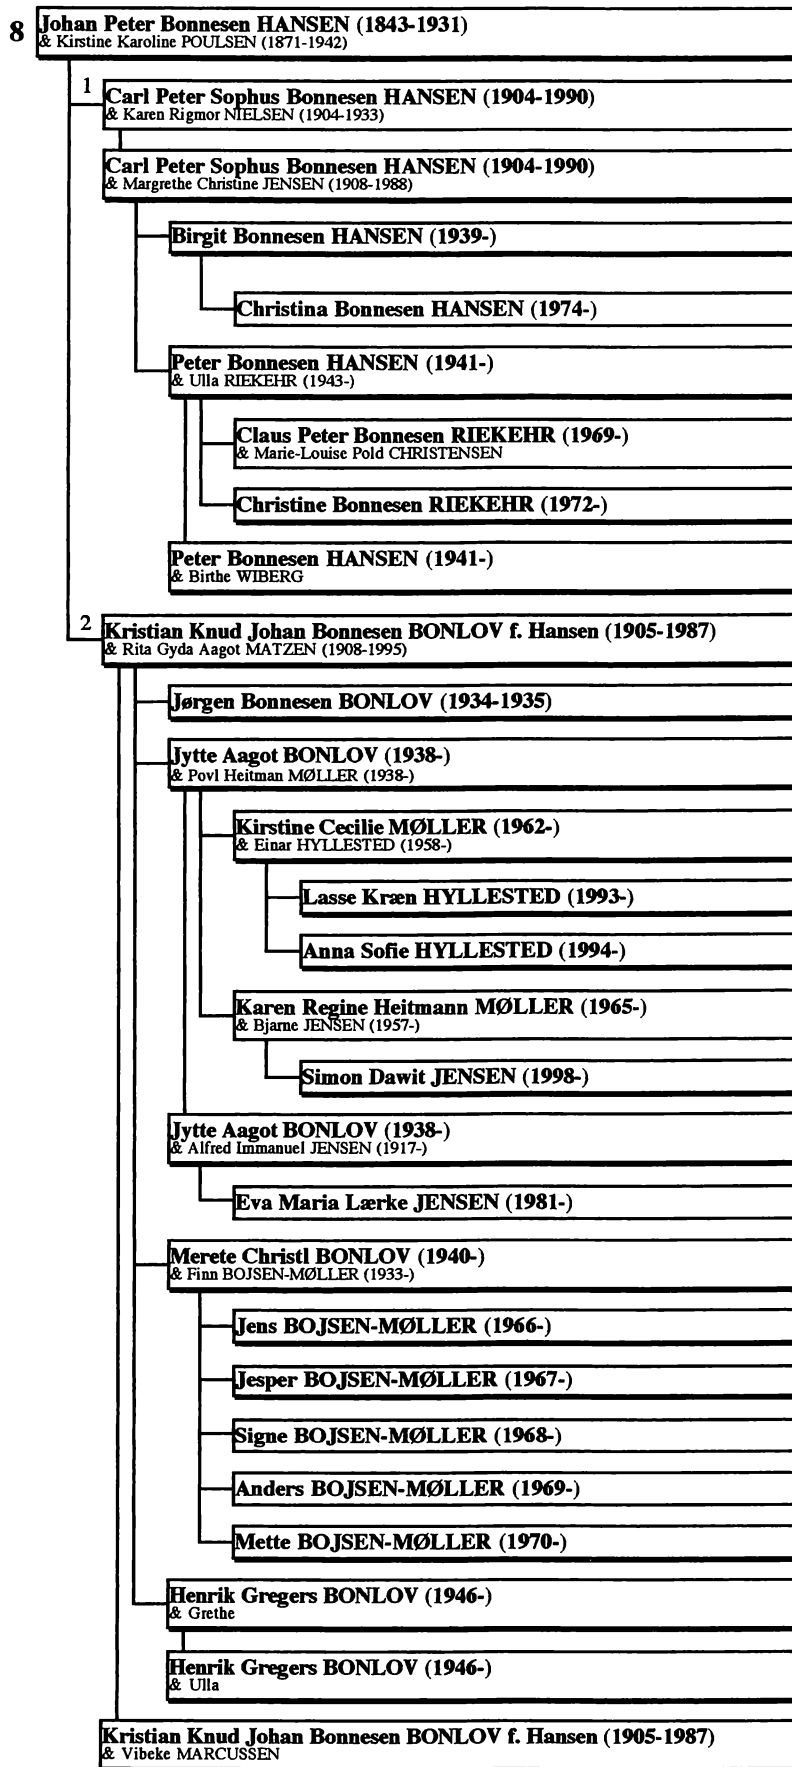 8
Johan Peter Bonnesen HANSEN (1843-1931)
& Kirstine Karoline POULSEN (1871-1942)
1
Carl Peter Sophus Bonnesen HANSEN (1904-1990)
& Karen Rigmor NIELSEN (1904-1933)
Carl Peter Sophus Bonnesen HANSEN (1904-1990)
& Margrethe Christine JENSEN (1908-1988)
Birgit Bonnesen HANSEN (1939-)
Christina Bonnesen HANSEN (1974-)
Peter Bonnesen HANSEN (1941-)
& Ulla RIEKEHR (1943-)
Claus Peter Bonnesen RIEKEHR (1969-)
& Marie-Louise Pold CHRISTENSEN
Christine Bonnesen RIEKEHR (1972-)
Peter Bonnesen HANSEN (1941-)
& Birthe WIBERG
2
Kristian Knud Johan Bonnesen BONLOV f. Hansen (1905-1987)
& Rita Gyda Aagot MATZEN (1908-1995)
Jørgen Bonnesen BONLOV (1934-1935)
Jytte Aagot BONLOV (1938-)
& Povl Heitman MØLLER (1938-)
Kirstine Cecilie MØLLER (1962-)
& Einar HYLLESTED (1958-)
Lasse Kræn HYLLESTED (1993-)
Anna Sofie HYLLESTED (1994-)
Karen Regine Heitmann MØLLER (1965-)
& Bjarne JENSEN (1957-)
Simon Dawit JENSEN (1998-)
Jytte Aagot BONLOV (1938-)
& Alfred Immanuel JENSEN (1917-)
Eva Maria Lærke JENSEN (1981-)
Merete Christl BONLOV (1940-)
& Finn BOJSEN-MØLLER (1933-)
Jens BOJSEN-MØLLER (1966-)
Jesper BOJSEN-MØLLER (1967-)
Signe BOJSEN-MØLLER (1968-)
Anders BOJSEN-MØLLER (1969-)
Mette BOJSEN-MØLLER (1970-)
Henrik Gregers BONLOV (1946-)
& Grethe
Henrik Gregers BONLOV (1946-)
& Ulla
Kristian Knud Johan Bonnesen BONLOV f. Hansen (1905-1987)
& Vibeke MARCUSSEN